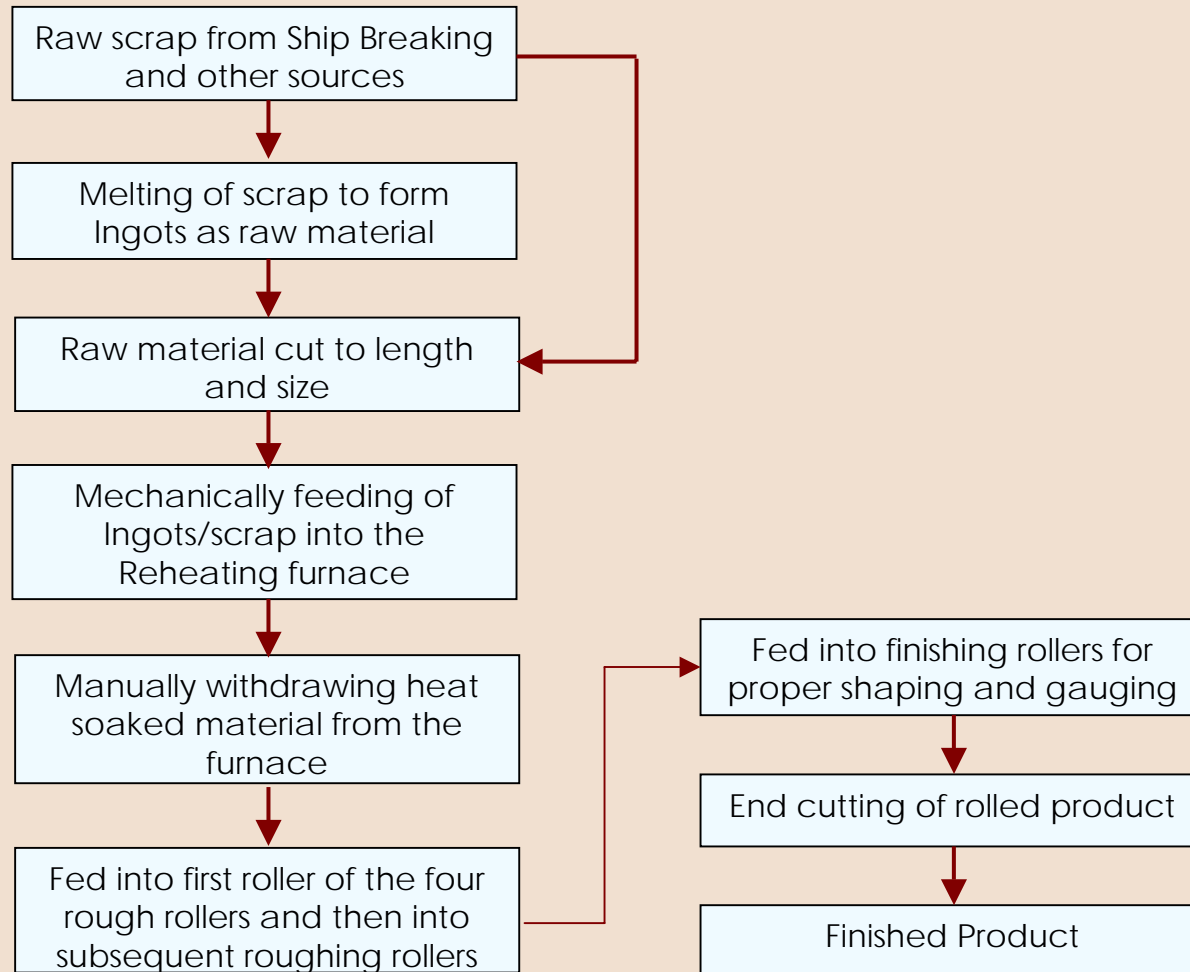 Raw scrap from Ship Breaking
and other sources
Melting of scrap to form
Ingots as raw material
Raw material cut to length
and size
Mechanically feeding of
Ingots/scrap into the
Reheating furnace
Manually withdrawing heat
soaked material from the
furnace
Fed into first roller of the four
rough rollers and then into
subsequent roughing rollers
Fed into finishing rollers for
proper shaping and gauging
End cutting of rolled product
Finished Product